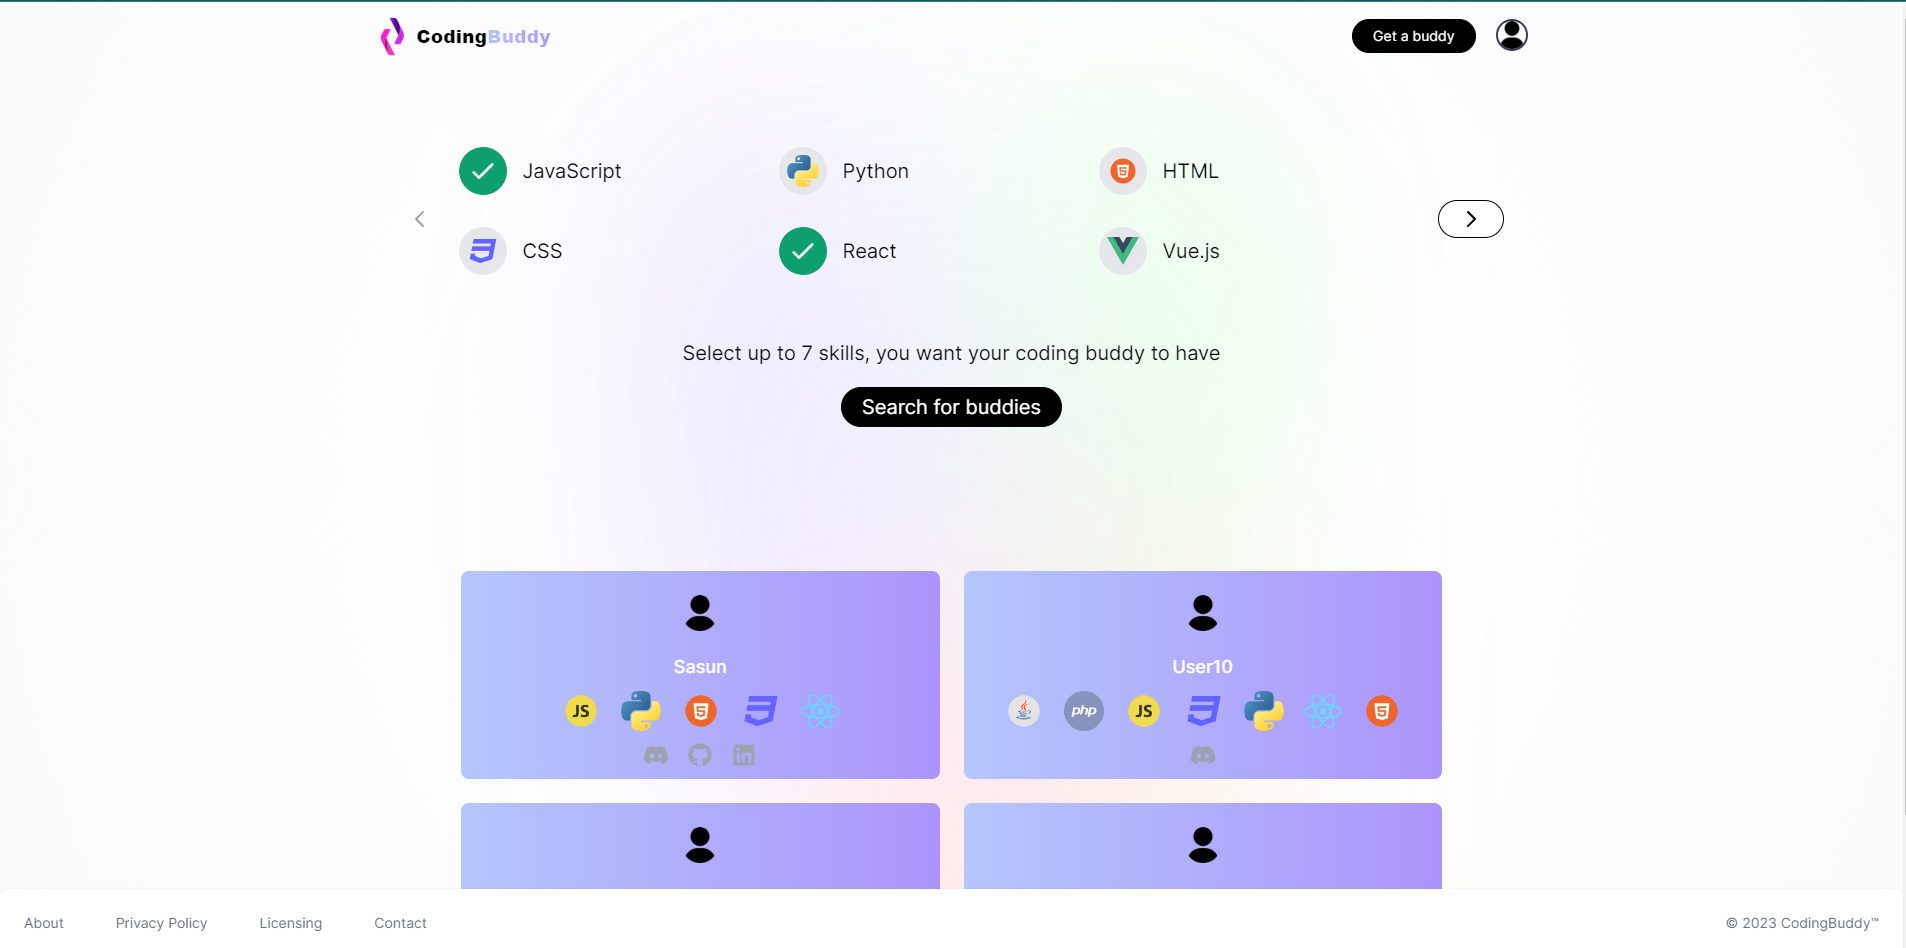 CodingBuddy
Get a buddy
JavaScript
Python
HTML
CSS
React
Vue.js
Select up to 7 skills, you want your coding buddy to have
Search for buddies
Sasun
JS
User10
php
JS
About
Privacy Policy
Licensing
Contact
© 2023 CodingBuddy™